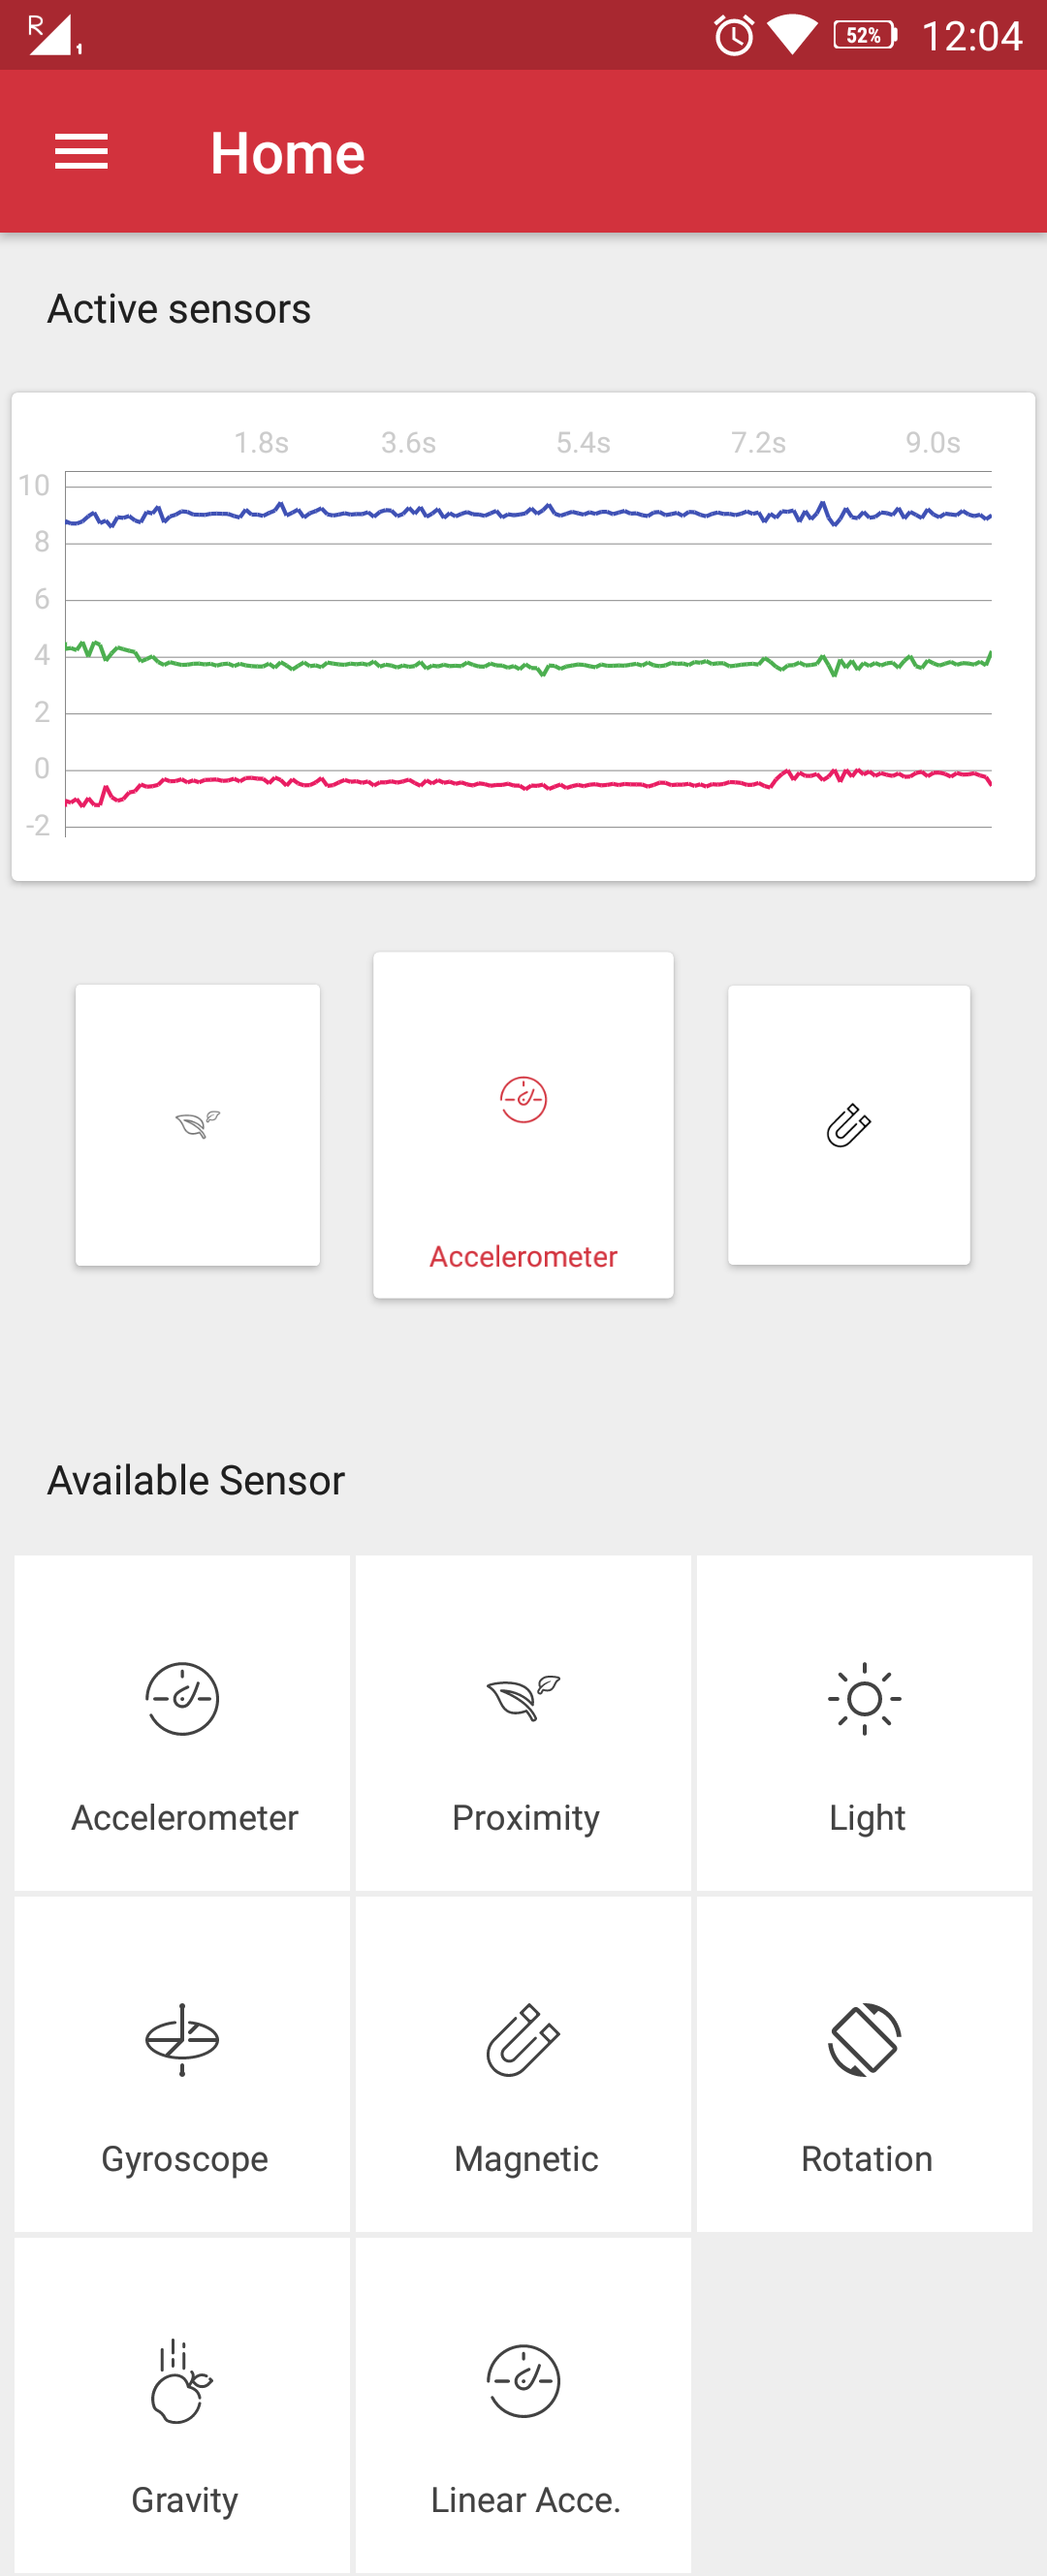 R 1 52% 12:04
Home
Active sensors
1.8s 3.6s 5.4s 7.2s 9.0s
10
8
6
4
2
0
-2
Accelerometer
Available Sensor
Accelerometer Proximity Light
Gyroscope Magnetic Rotation
Gravity Linear Acce.